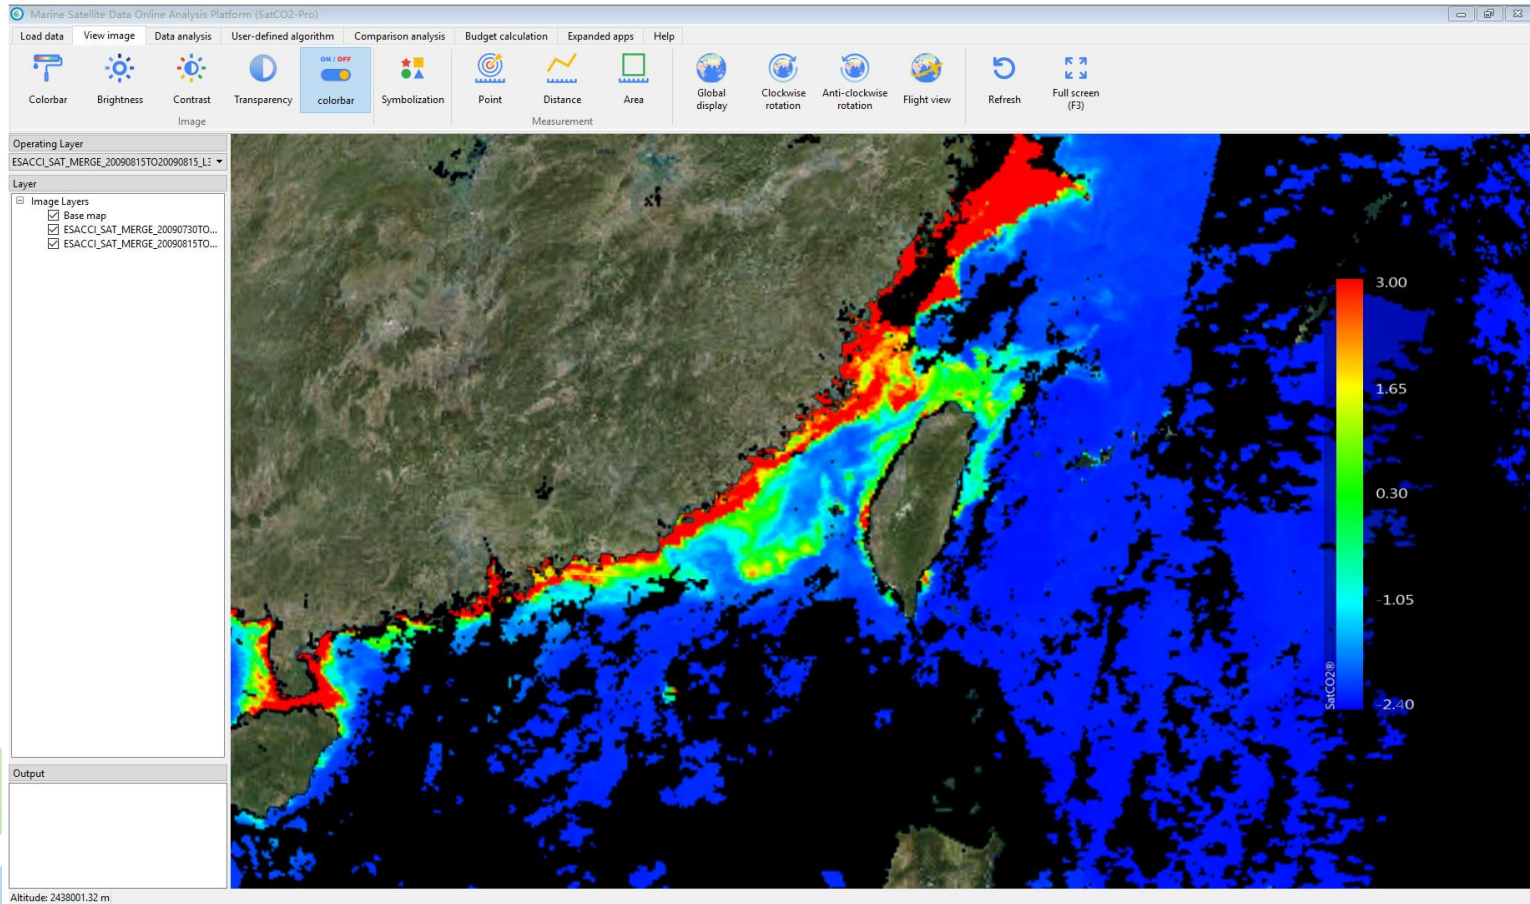 Marine Satellite Data Online Analysis Platform (SatCO2-Pro)
Load data View image Data analysis User-defined algorithm Comparison analysis Budget calculation Expanded apps Help
ON / OFF
Colorbar Brightness Contrast Transparency colorbar Symbolization Point Distance Area Global display Clockwise rotation Anti-clockwise rotation Flight view Refresh Full screen (F3)
Image Measurement
Operating Layer
ESACCI_SAT_MERGE_20090815TO20090815_L3
Layer
Image Layers
Base map
ESACCI_SAT_MERGE_20090730TO...
ESACCI_SAT_MERGE_20090815TO...
3.00
1.65
0.30
-1.05
-2.40
SatCO2®
Output
Altitude: 2438001.32 m